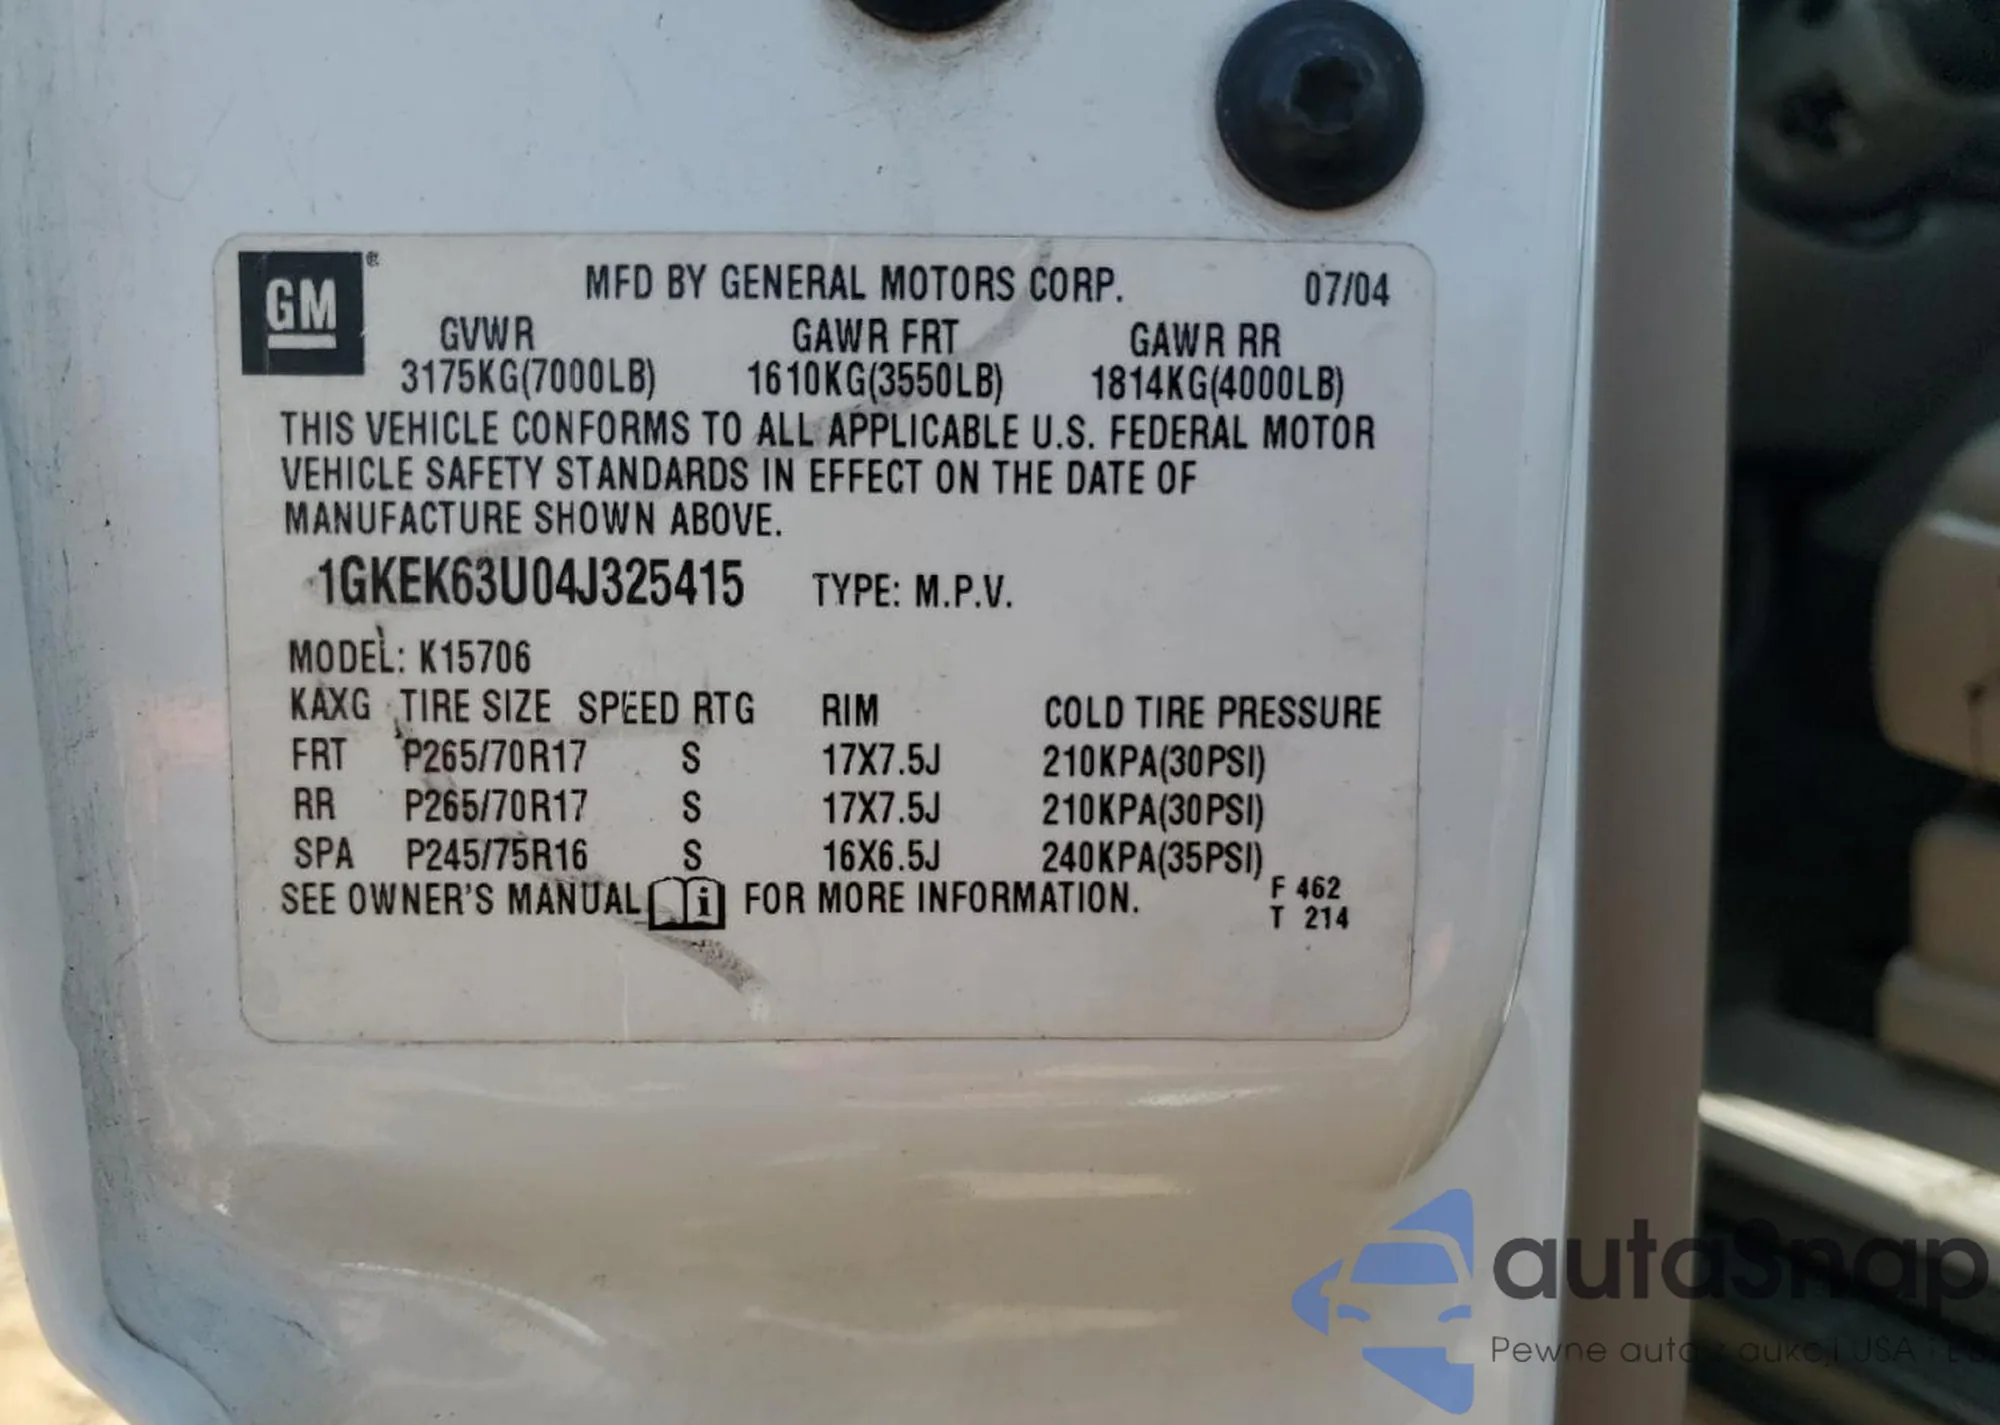 GM ®
MFD BY GENERAL MOTORS CORP. 07/04
GVWR GAWR FRT GAWR RR
3175KG(7000LB) 1610KG(3550LB) 1814KG(4000LB)
THIS VEHICLE CONFORMS TO ALL APPLICABLE U.S. FEDERAL MOTOR
VEHICLE SAFETY STANDARDS IN EFFECT ON THE DATE OF
MANUFACTURE SHOWN ABOVE.
1GKEK63U04J325415 TYPE: M.P.V.
MODEL: K15706
KAXG TIRE SIZE SPEED RTG RIM COLD TIRE PRESSURE
FRT P265/70R17 S 17X7.5J 210KPA(30PSI)
RR P265/70R17 S 17X7.5J 210KPA(30PSI)
SPA P245/75R16 S 16X6.5J 240KPA(35PSI)
SEE OWNER'S MANUAL i FOR MORE INFORMATION.
F 462
T 214
autaSnap
Pewne auta z aukcji USA